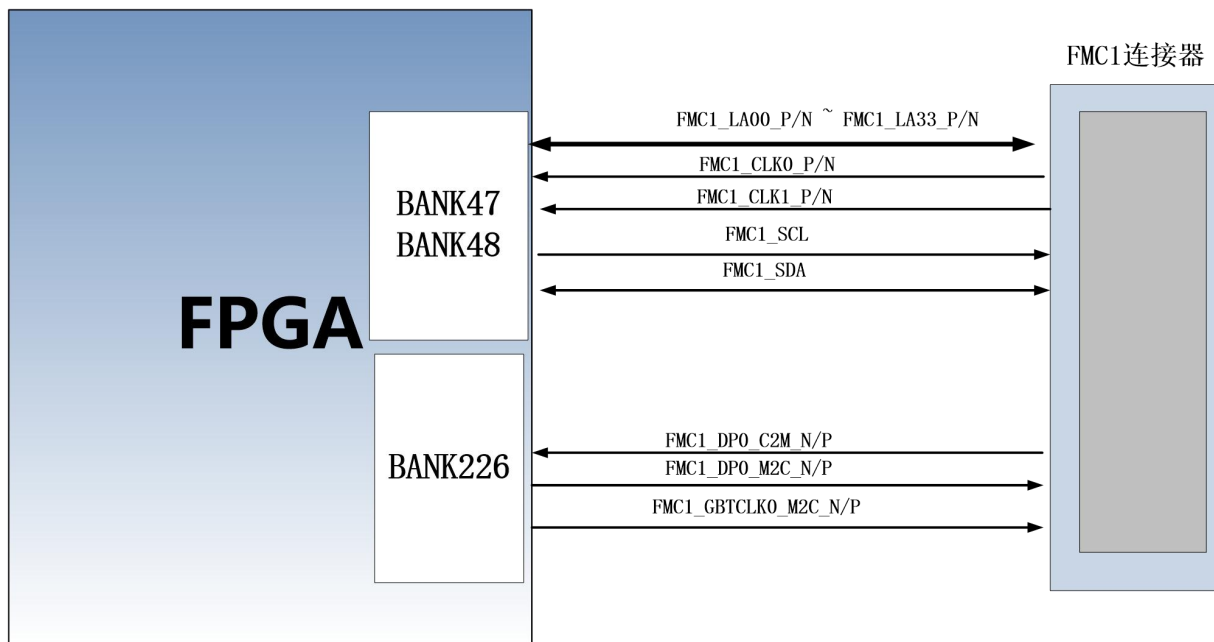 FMC1连接器
FMC1_LA00_P/N ~ FMC1_LA33_P/N
FMC1_CLK0_P/N
FMC1_CLK1_P/N
FMC1_SCL
FMC1_SDA
BANK47
BANK48
FPGA
FMC1_DP0_C2M_N/P
FMC1_DP0_M2C_N/P
FMC1_GBTCLK0_M2C_N/P
BANK226